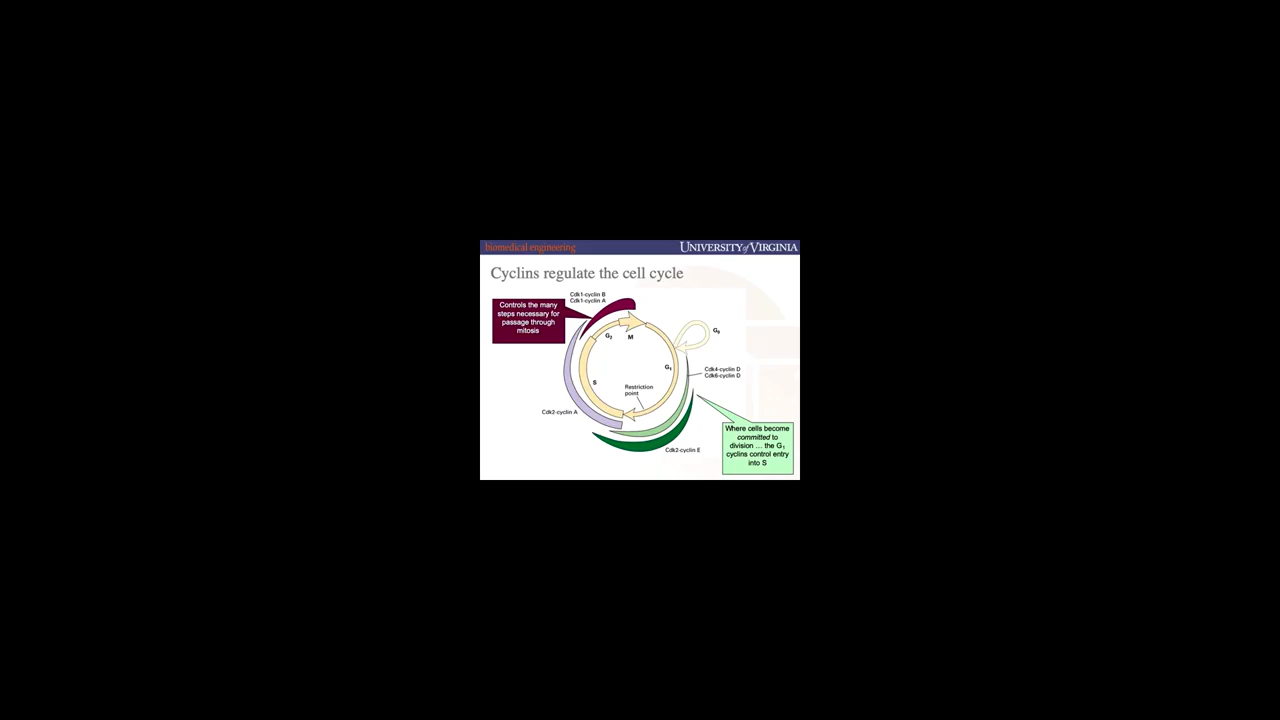 biomedical engineering
UNIVERSITY of VIRGINIA
Cyclins regulate the cell cycle
Cdk1-cyclin B
Cdk1-cyclin A
Controls the many
steps necessary for
passage through
mitosis
G2
M
G0
G1
Cdk4-cyclin D
Cdk6-cyclin D
S
Restriction
point
Cdk2-cyclin A
Cdk2-cyclin E
Where cells become
committed to
division ... the G1
cyclins control entry
into S